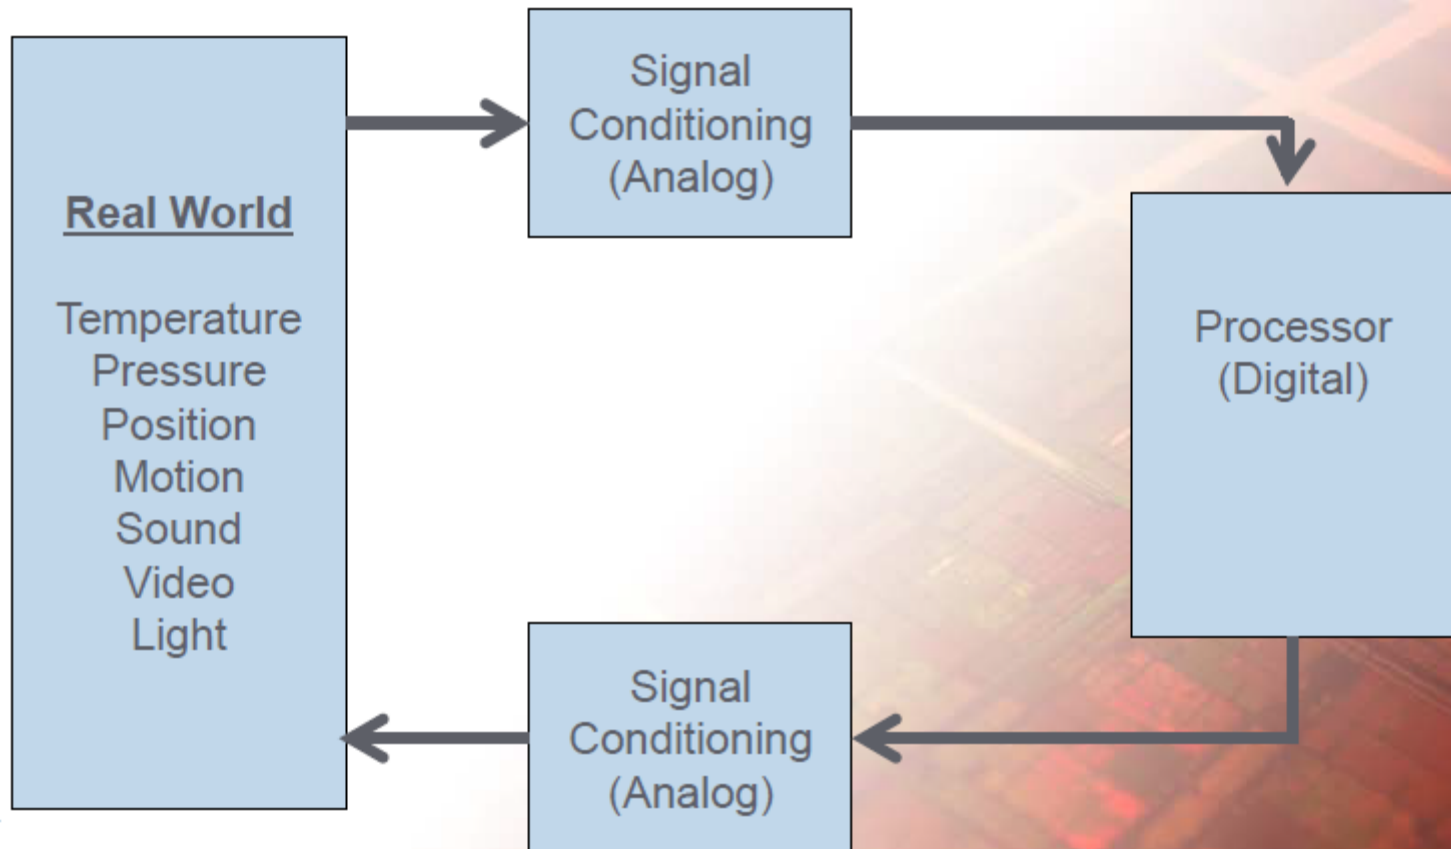 Real World
Temperature
Pressure
Position
Motion
Sound
Video
Light
Signal
Conditioning
(Analog)
Processor
(Digital)
Signal
Conditioning
(Analog)